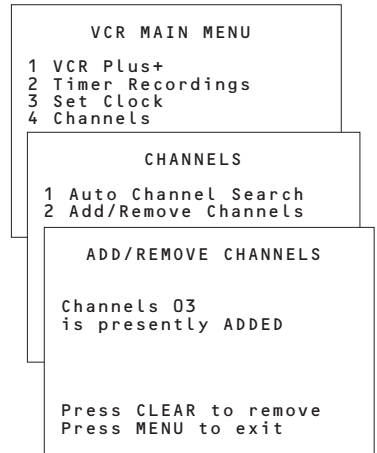 VCR MAIN MENU
1 VCR Plus+
2 Timer Recordings
3 Set Clock
4 Channels
CHANNELS
1 Auto Channel Search
2 Add/Remove Channels
ADD/REMOVE CHANNELS
Channels 03
is presently ADDED
Press CLEAR to remove
Press MENU to exit